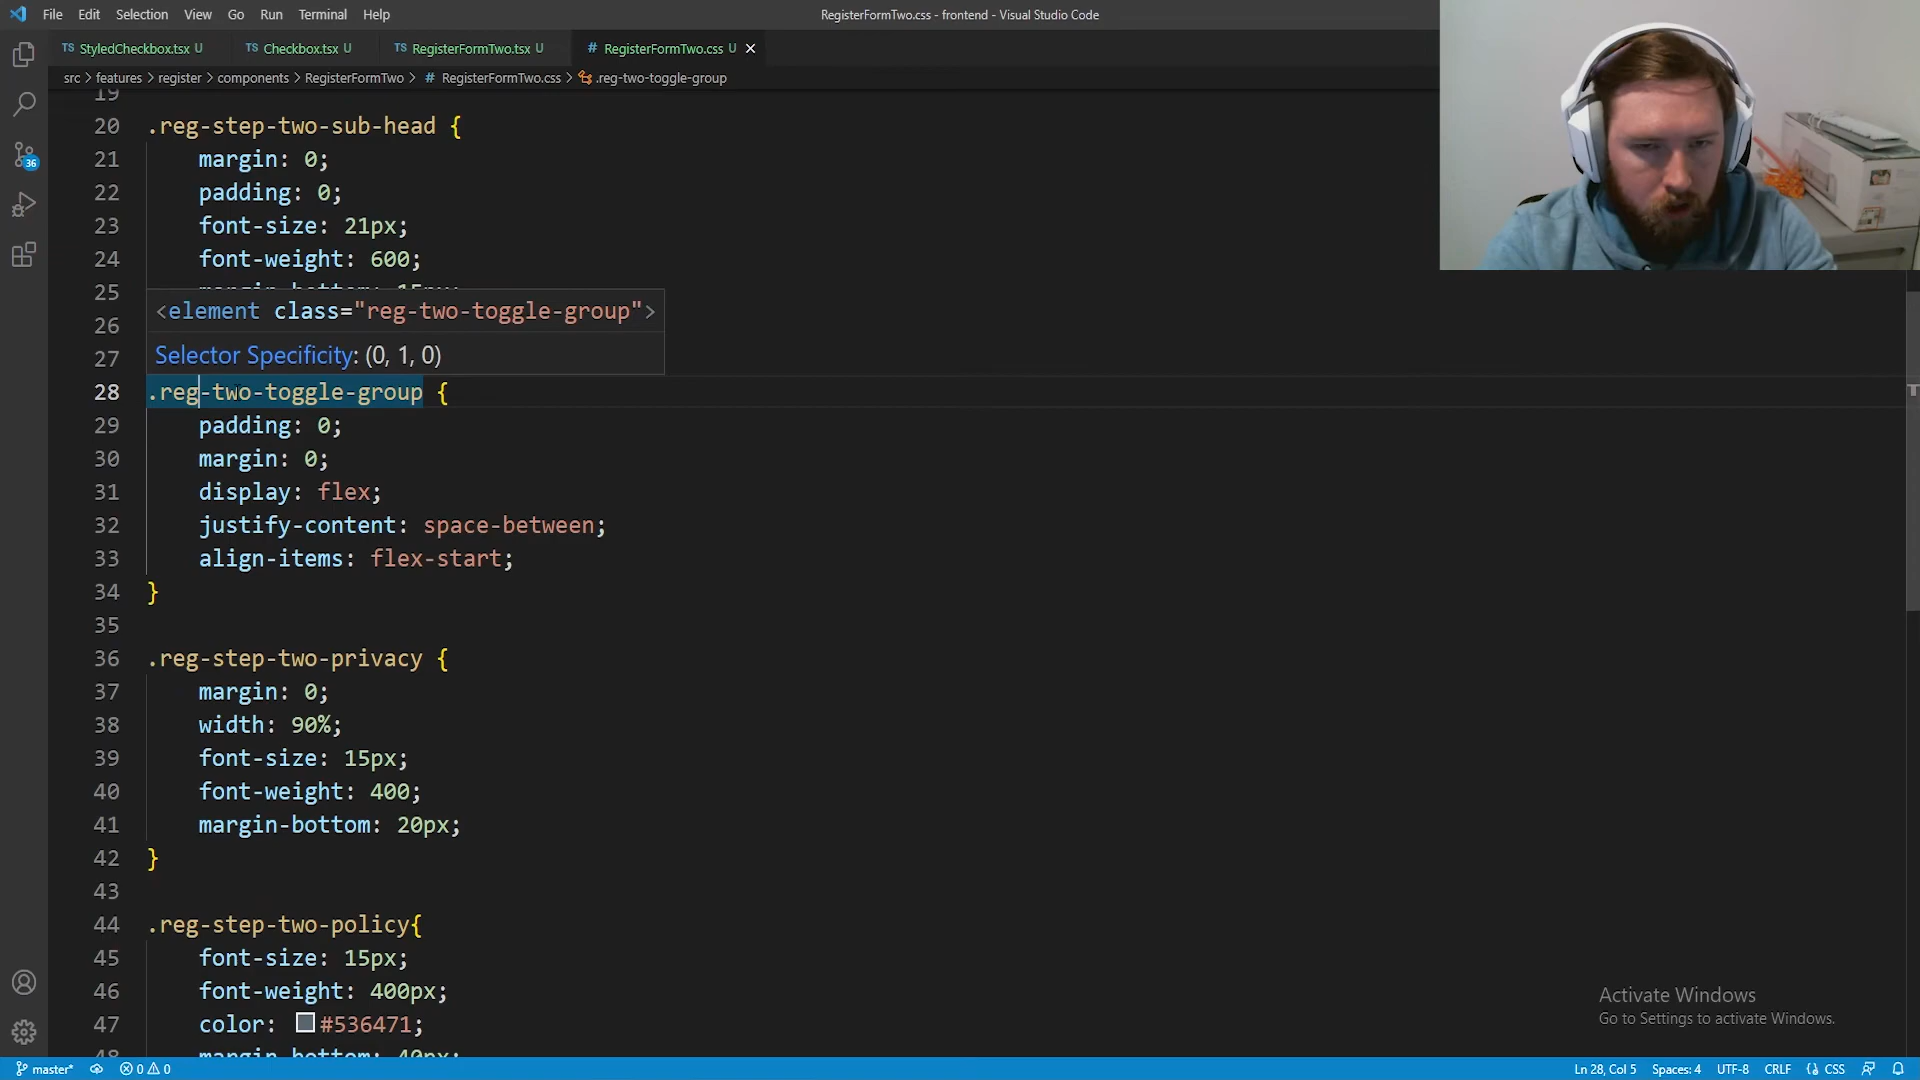 File Edit Selection View Go Run Terminal Help
RegisterFormTwo.css - frontend - Visual Studio Code
TS StyledCheckbox.tsx U TS Checkbox.tsx U TS RegisterFormTwo.tsx U # RegisterFormTwo.css U
src > features > register > components > RegisterFormTwo > # RegisterFormTwo.css > .reg-two-toggle-group
19
20 .reg-step-two-sub-head {
21 margin: 0;
22 padding: 0;
23 font-size: 21px;
24 font-weight: 600;
25 margin-bottom: 15px;
<element class="reg-two-toggle-group">
26
Selector Specificity: (0, 1, 0)
27
28 .reg-two-toggle-group {
29 padding: 0;
30 margin: 0;
31 display: flex;
32 justify-content: space-between;
33 align-items: flex-start;
34 }
35
36 .reg-step-two-privacy {
37 margin: 0;
38 width: 90%;
39 font-size: 15px;
40 font-weight: 400;
41 margin-bottom: 20px;
42 }
43
44 .reg-step-two-policy{
45 font-size: 15px;
46 font-weight: 400px;
47 color: #536471;
48 margin-bottom: 40px;
36
Activate Windows
Go to Settings to activate Windows.
master* 0 0 Ln 28, Col 5 Spaces: 4 UTF-8 CRLF {} CSS